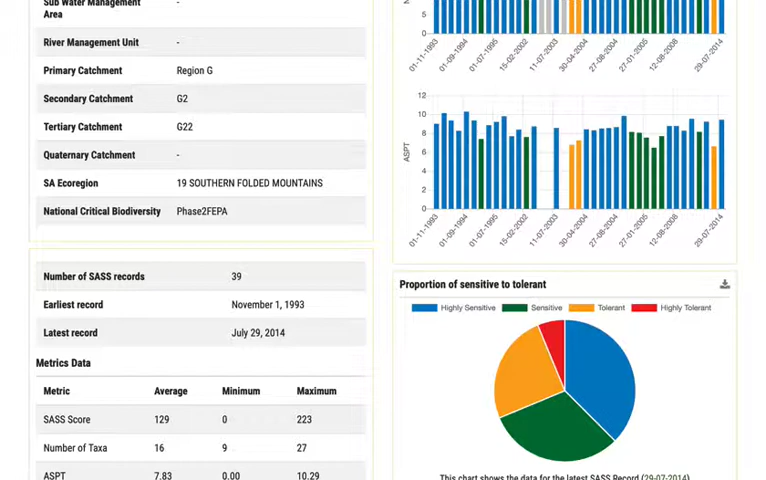 Sub Water Management Area -
River Management Unit -
Primary Catchment Region G
Secondary Catchment G2
Tertiary Catchment G22
Quaternary Catchment -
SA Ecoregion 19 SOUTHERN FOLDED MOUNTAINS
National Critical Biodiversity Phase2FEPA
Number of SASS records 39
Earliest record November 1, 1993
Latest record July 29, 2014
Metrics Data
Metric Average Minimum Maximum
SASS Score 129 0 223
Number of Taxa 16 9 27
ASPT 7.83 0.00 10.29
5
0
01-11-1993 01-09-1994 01-07-1995 15-02-2002 11-07-2003 30-04-2004 27-08-2004 27-01-2005 12-08-2008 29-07-2014
12
10
8
6
4
2
0
ASPT
01-11-1993 01-09-1994 01-07-1995 15-02-2002 11-07-2003 30-04-2004 27-08-2004 27-01-2005 12-08-2008 29-07-2014
Proportion of sensitive to tolerant
Highly Sensitive Sensitive Tolerant Highly Tolerant
This chart shows the data for the latest SASS Record (29-07-2014)